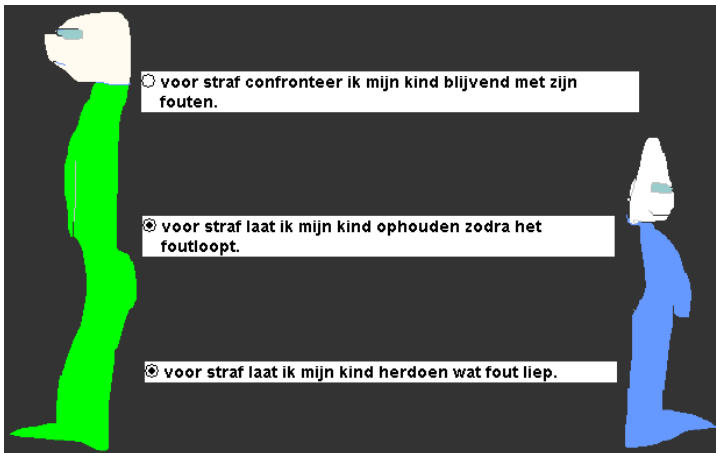 voor straf confronteer ik mijn kind blijvend met zijn
fouten.
voor straf laat ik mijn kind ophouden zodra het
foutloopt.
voor straf laat ik mijn kind herdoen wat fout liep.